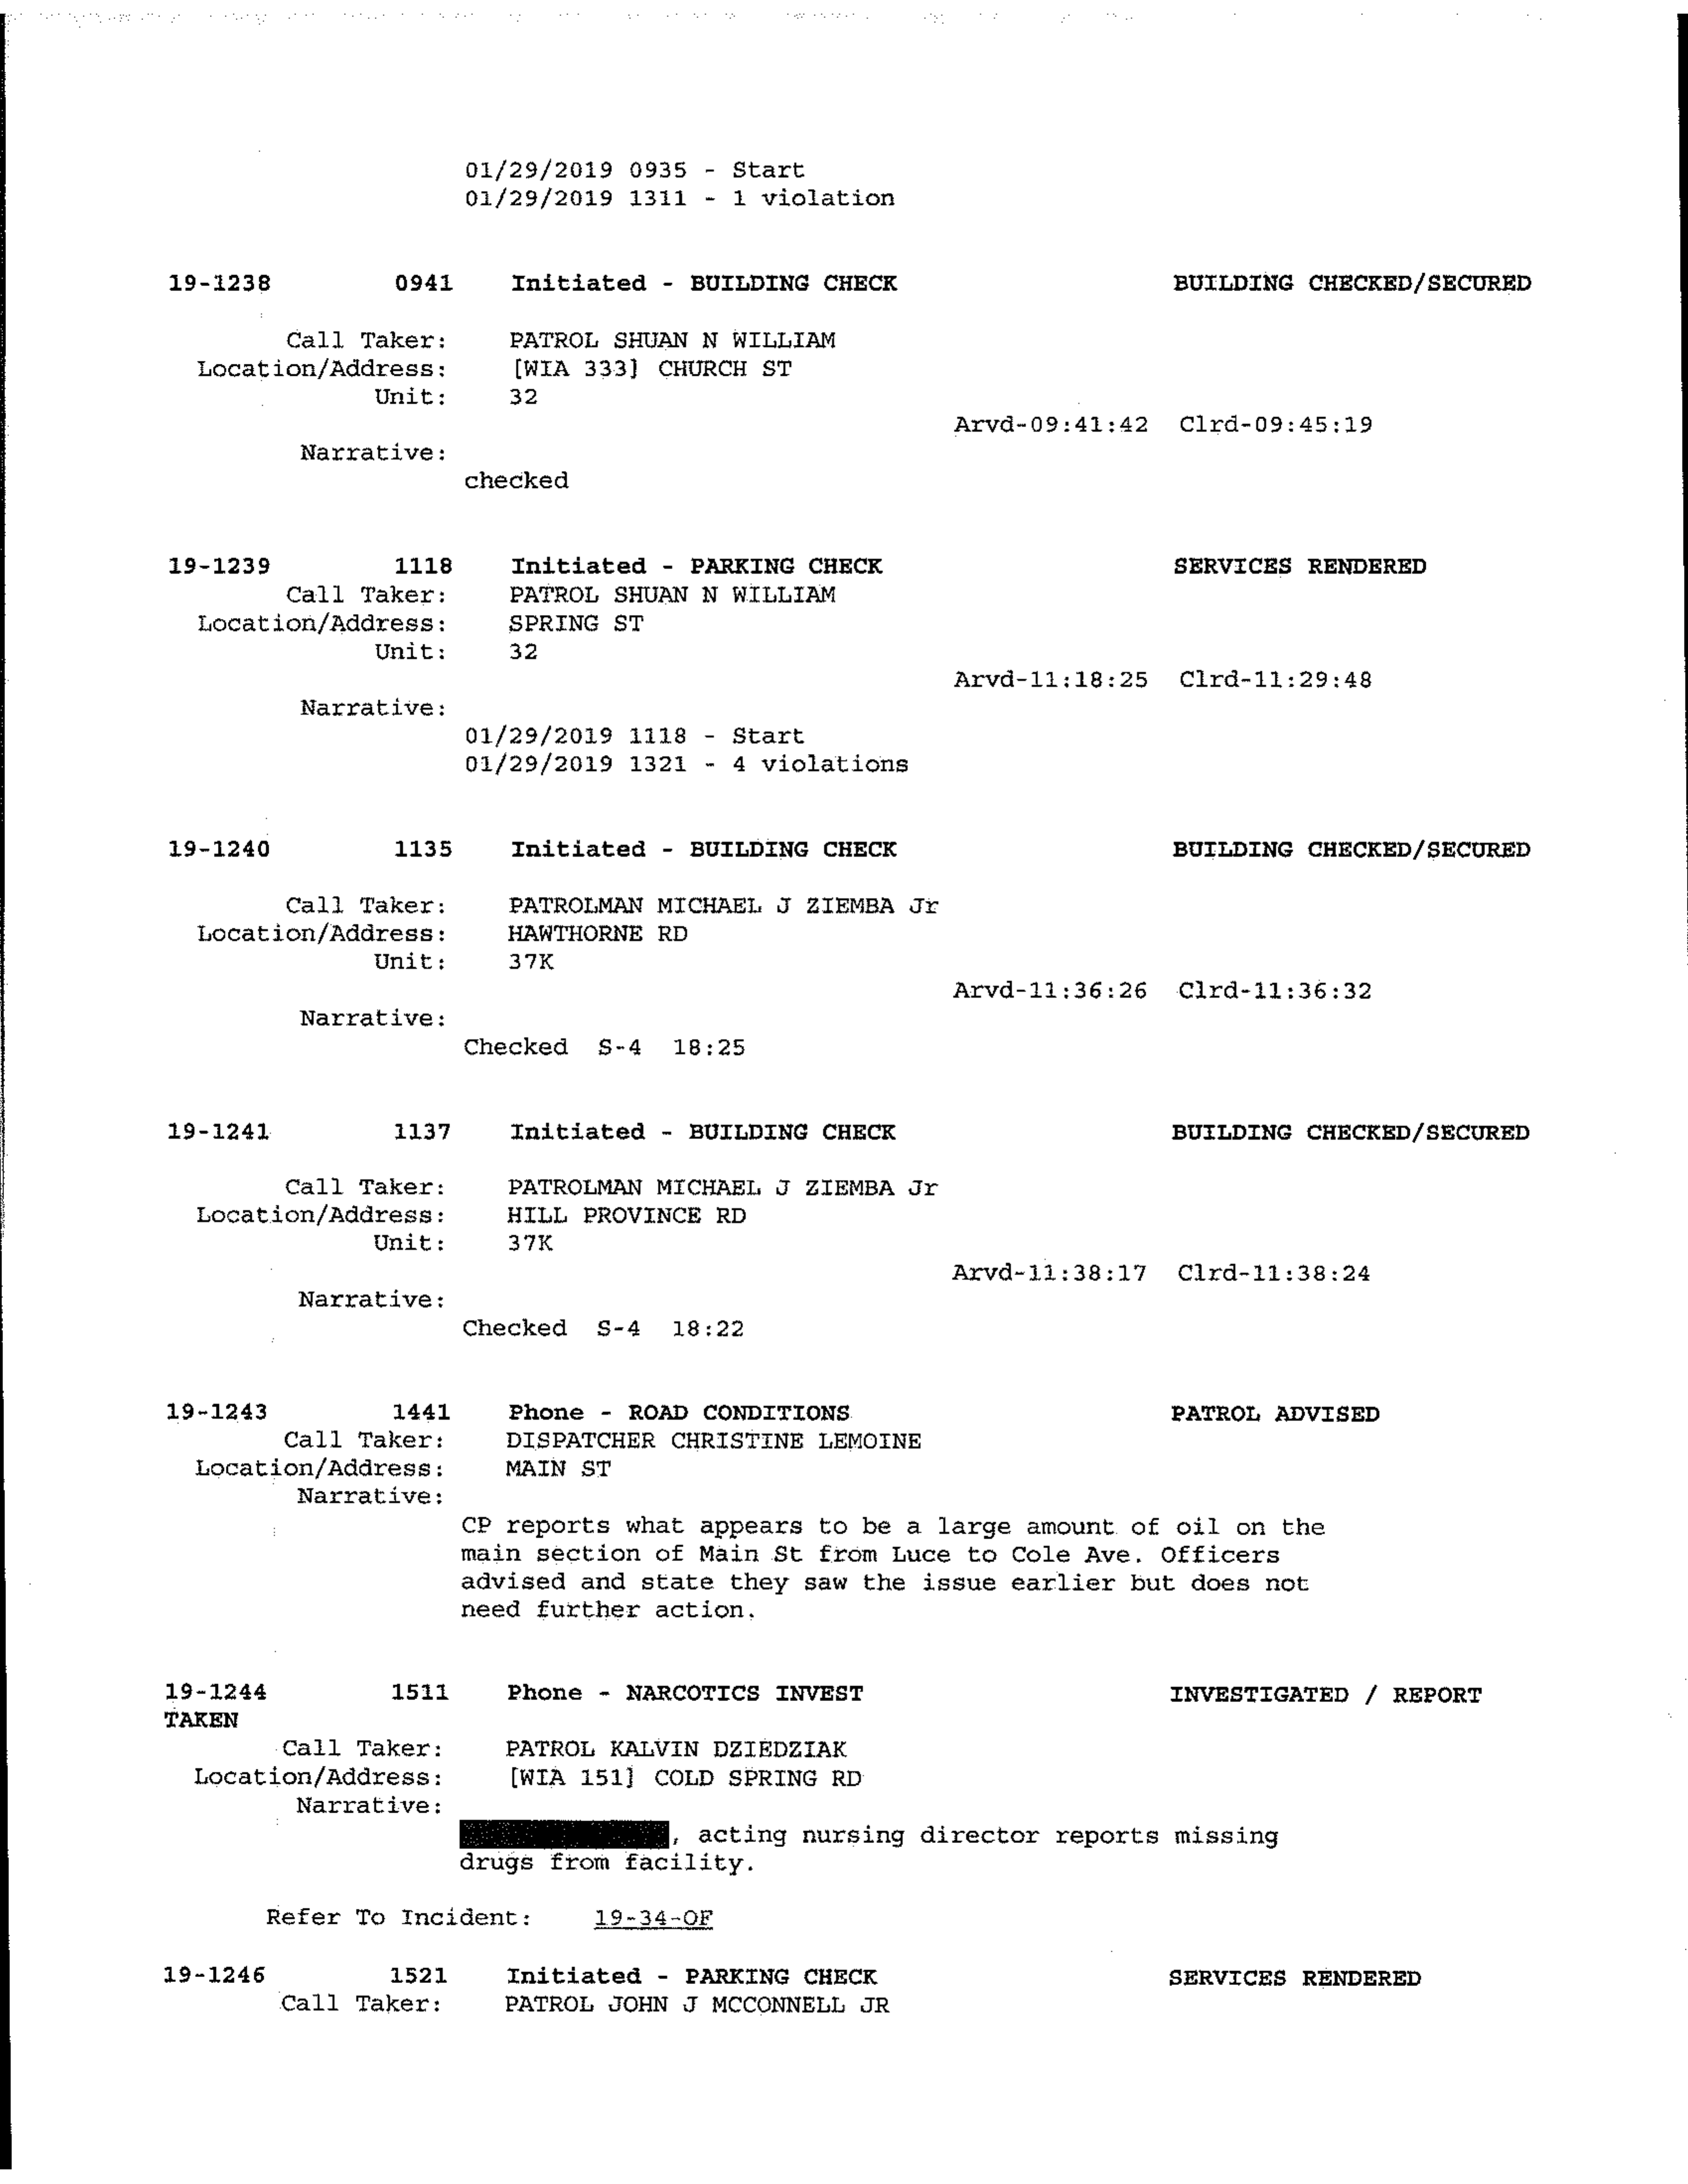 01/29/2019 0935 - Start
01/29/2019 1311 - 1 violation
19-1238 0941 Initiated - BUILDING CHECK BUILDING CHECKED/SECURED
Call Taker: PATROL SHUAN N WILLIAM
Location/Address: [WIA 333] CHURCH ST
Unit: 32
Arvd-09:41:42 Clrd-09:45:19
Narrative:
checked
19-1239 1118 Initiated - PARKING CHECK SERVICES RENDERED
Call Taker: PATROL SHUAN N WILLIAM
Location/Address: SPRING ST
Unit: 32
Arvd-11:18:25 Clrd-11:29:48
Narrative:
01/29/2019 1118 - Start
01/29/2019 1321 - 4 violations
19-1240 1135 Initiated - BUILDING CHECK BUILDING CHECKED/SECURED
Call Taker: PATROLMAN MICHAEL J ZIEMBA Jr
Location/Address: HAWTHORNE RD
Unit: 37K
Arvd-11:36:26 Clrd-11:36:32
Narrative:
Checked S-4 18:25
19-1241 1137 Initiated - BUILDING CHECK BUILDING CHECKED/SECURED
Call Taker: PATROLMAN MICHAEL J ZIEMBA Jr
Location/Address: HILL PROVINCE RD
Unit: 37K
Arvd-11:38:17 Clrd-11:38:24
Narrative:
Checked S-4 18:22
19-1243 1441 Phone - ROAD CONDITIONS PATROL ADVISED
Call Taker: DISPATCHER CHRISTINE LEMOINE
Location/Address: MAIN ST
Narrative:
CP reports what appears to be a large amount of oil on the
main section of Main St from Luce to Cole Ave. Officers
advised and state they saw the issue earlier but does not
need further action.
19-1244 1511 Phone - NARCOTICS INVEST INVESTIGATED / REPORT
TAKEN
Call Taker: PATROL KALVIN DZIEDZIAK
Location/Address: [WIA 151] COLD SPRING RD
Narrative:
, acting nursing director reports missing
drugs from facility.
Refer To Incident: 19-34-OF
19-1246 1521 Initiated - PARKING CHECK SERVICES RENDERED
Call Taker: PATROL JOHN J MCCONNELL JR